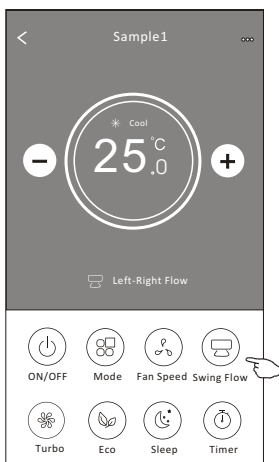 Sample1
Cool
25.0°C
Left-Right Flow
ON/OFF Mode Fan Speed Swing Flow
Turbo Eco Sleep Timer